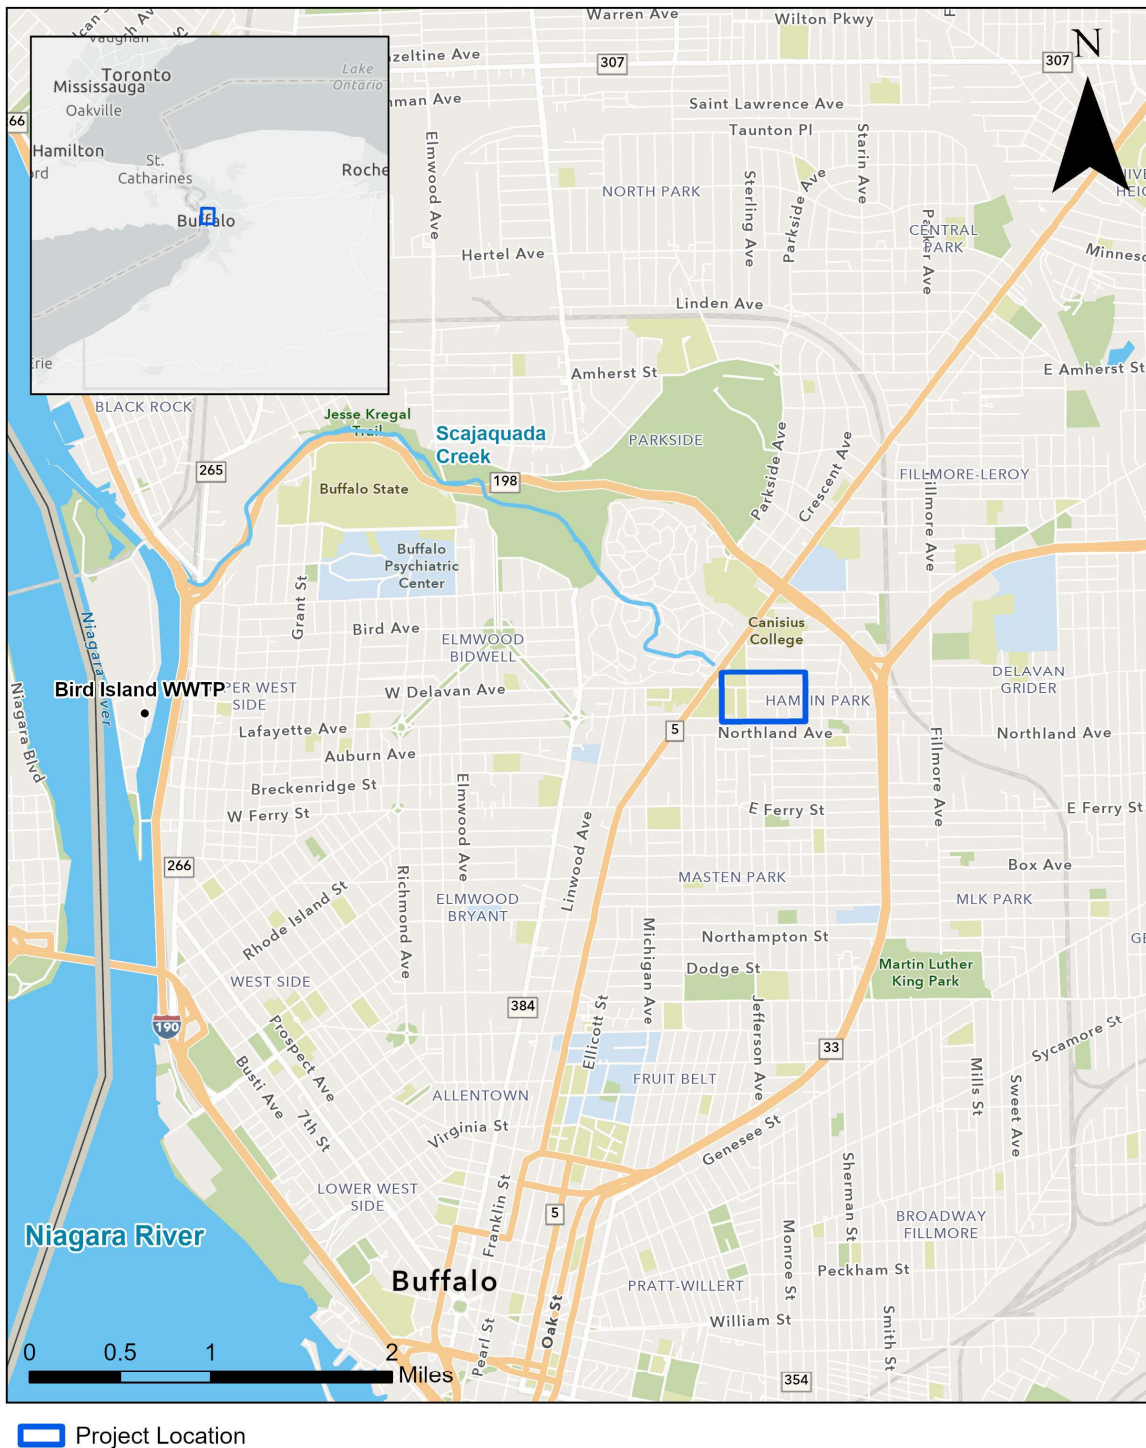 Warren Ave
Wilton Pkwy
307
307
N
Vaughan
Toronto
Mississauga
Oakville
Hamilton
St.
Catharines
Lake
Ontario
Roche
Buffalo
Erie
zeltine Ave
nman Ave
66
Saint Lawrence Ave
Taunton Pl
Elmwood Ave
Starin Ave
NORTH PARK
Sterling Ave
Parkside Ave
Parker Ave
CENTRAL
PARK
Hertel Ave
Minnes
Linden Ave
Amherst St
E Amherst St
BLACK ROCK
Jesse Kregal
Trail
Scajaquada
Creek
PARKSIDE
265
198
Buffalo State
Parkside Ave
Crescent Ave
FILLMORE-LEROY
Fillmore Ave
Buffalo
Psychiatric
Center
Grant St
Bird Ave
ELMWOOD
BIDWELL
Canisius
College
Niagara River
Bird Island WWTP
PER WEST
SIDE
W Delavan Ave
HAMLIN PARK
DELAVAN
GRIDER
Niagara Blvd
Lafayette Ave
5
Northland Ave
Northland Ave
Auburn Ave
Fillmore Ave
Breckenridge St
Elmwood Ave
W Ferry St
E Ferry St
E Ferry St
Linwood Ave
266
Richmond Ave
MASTEN PARK
Box Ave
ELMWOOD
BRYANT
MLK PARK
Rhode Island St
Michigan Ave
Northampton St
GE
Dodge St
Martin Luther
King Park
WEST SIDE
384
Ellicott St
Jefferson Ave
190
Prospect Ave
33
Sycamore St
Busti Ave
FRUIT BELT
Mills St
Sweet Ave
ALLENTOWN
7th St
Virginia St
Genesee St
LOWER WEST
SIDE
Franklin St
5
Sherman St
BROADWAY
FILLMORE
Niagara River
Monroe St
Peckham St
Buffalo
PRATT-WILLERT
Oak St
William St
Pearl St
Smith St
354
0 0.5 1 2
Miles
Project Location